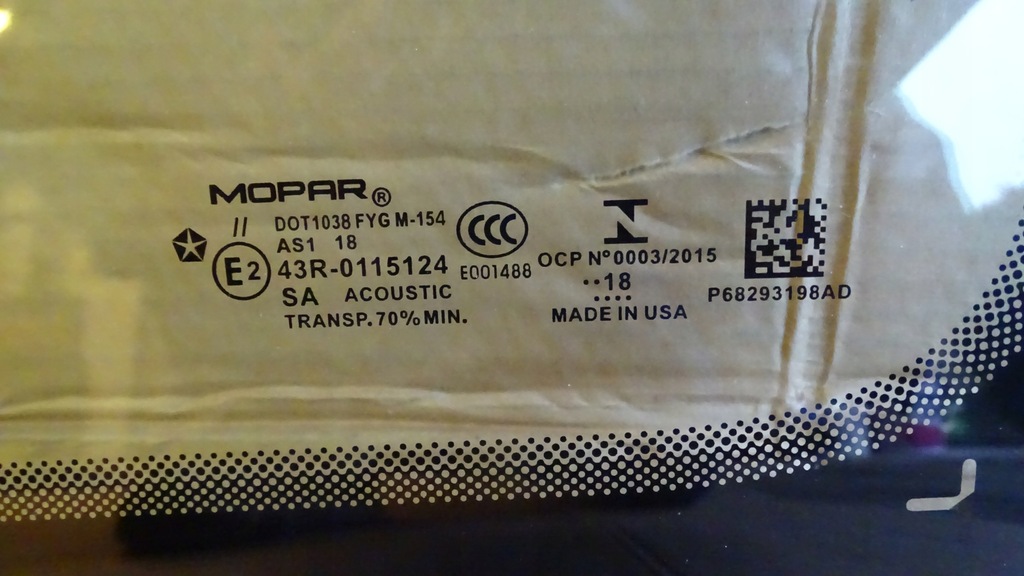 MOPAR®
//
DOT1038 FYG M-154
AS1 18
E2
43R-0115124
SA ACOUSTIC
TRANSP. 70% MIN.
CCC
E001488
OCP Nº 0003/2015
..18
....
MADE IN USA
P68293198AD